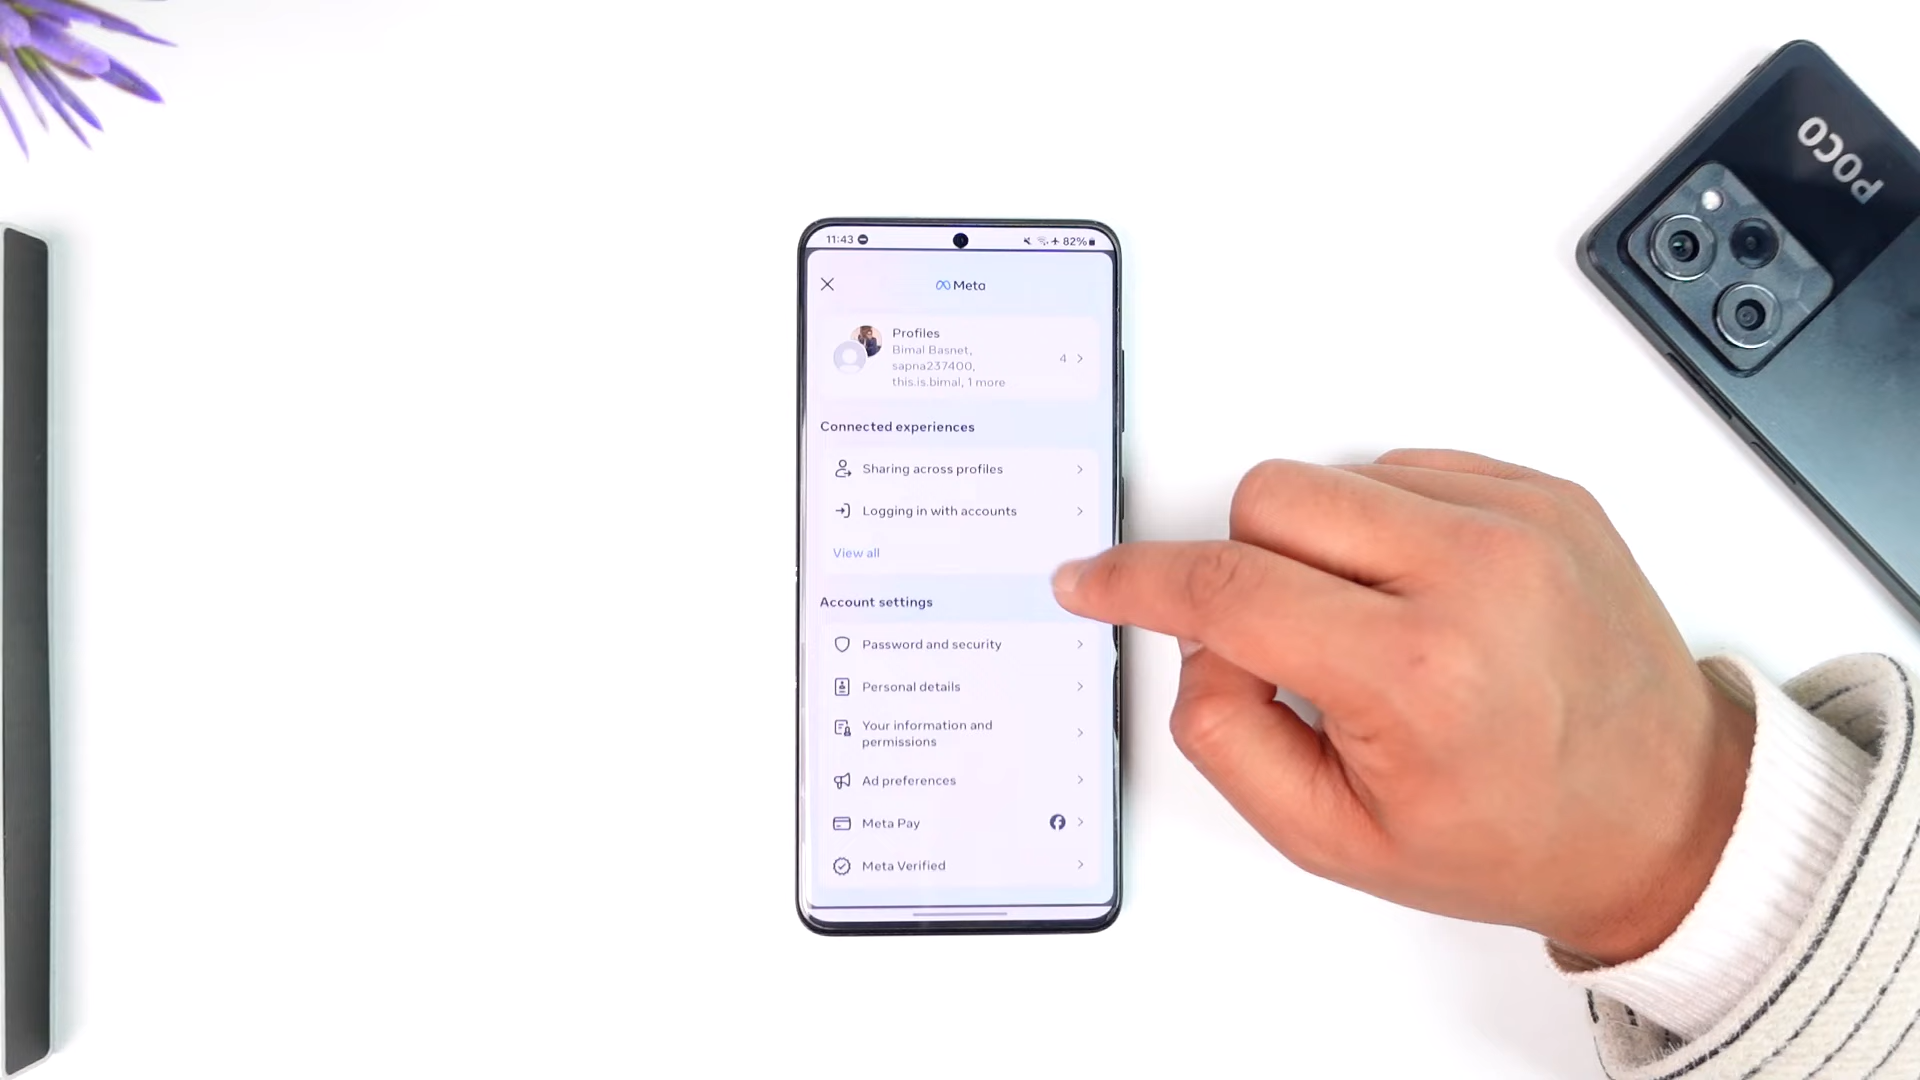 11:43
82%
Meta
Profiles
Bimal Basnet,
sapna237400,
this.is.bimal, 1 more
4
Connected experiences
Sharing across profiles
Logging in with accounts
View all
Account settings
Password and security
Personal details
Your information and
permissions
Ad preferences
Meta Pay
Meta Verified
POCO